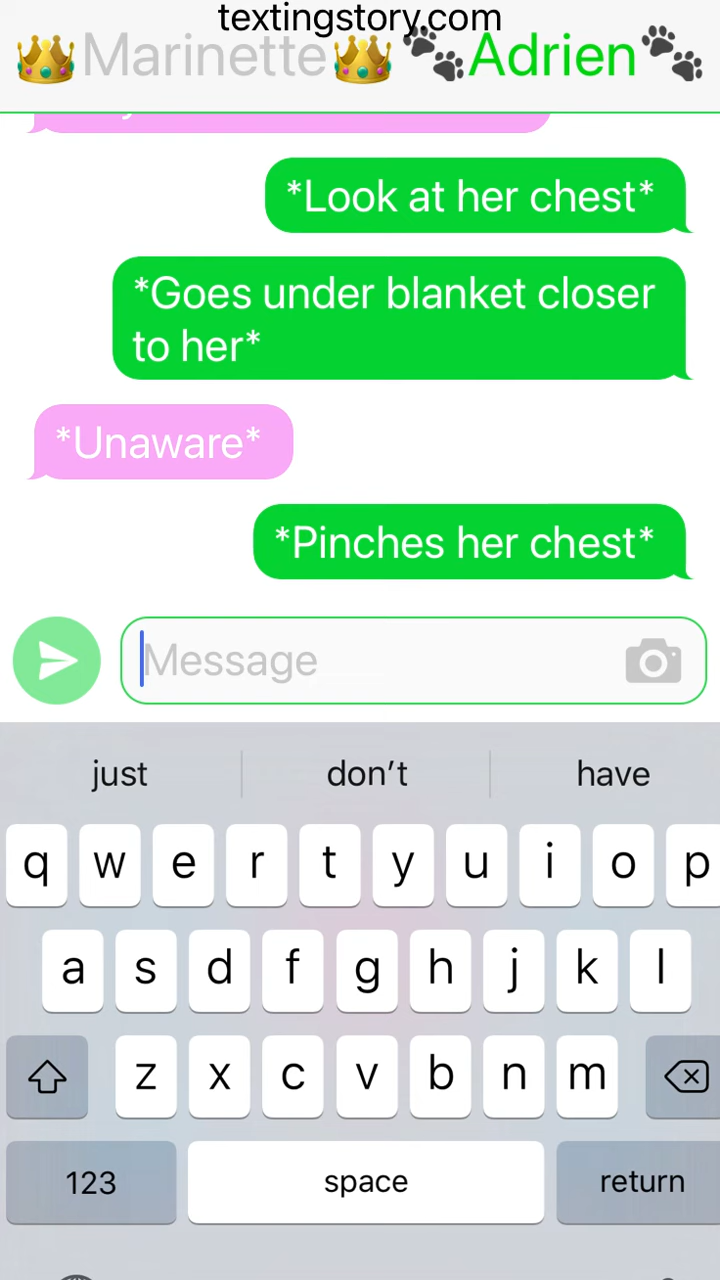 textingstory.com
Marinette Adrien
*Look at her chest*
*Goes under blanket closer
to her*
*Unaware*
*Pinches her chest*
Message
just don’t have
q w e r t y u i o p
a s d f g h j k l
z x c v b n m
123 space return